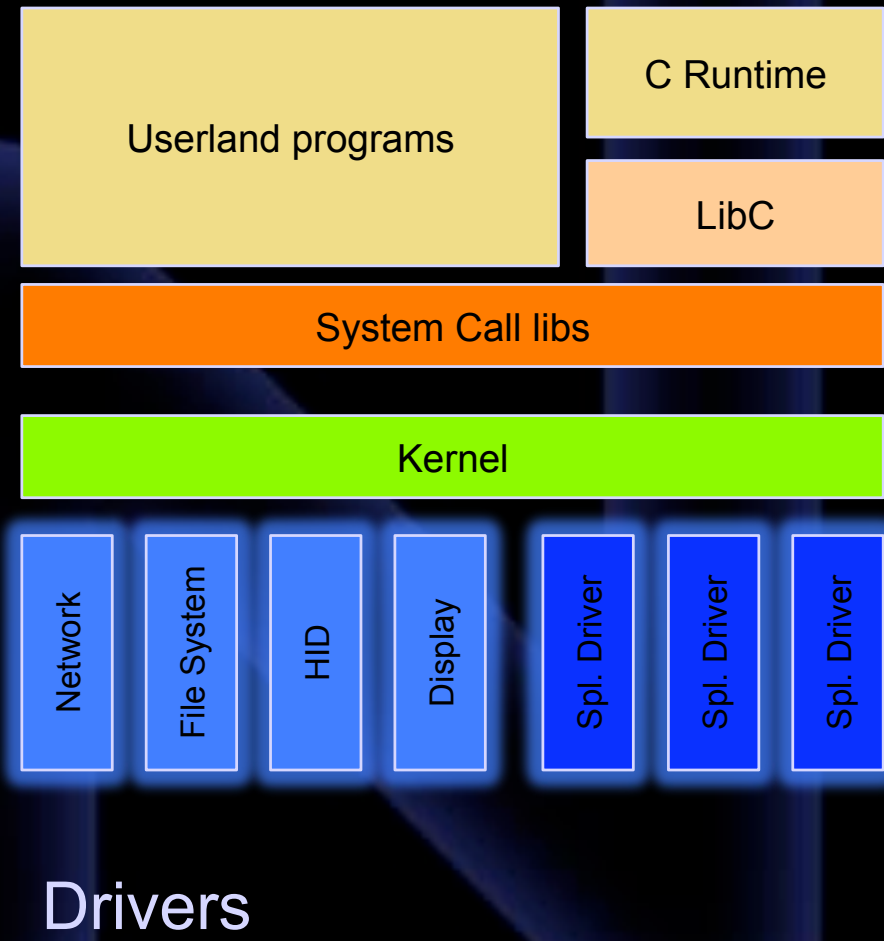 Userland programs
C Runtime
LibC
System Call libs
Kernel
Network
File System
HID
Display
Spl. Driver
Spl. Driver
Spl. Driver
Drivers